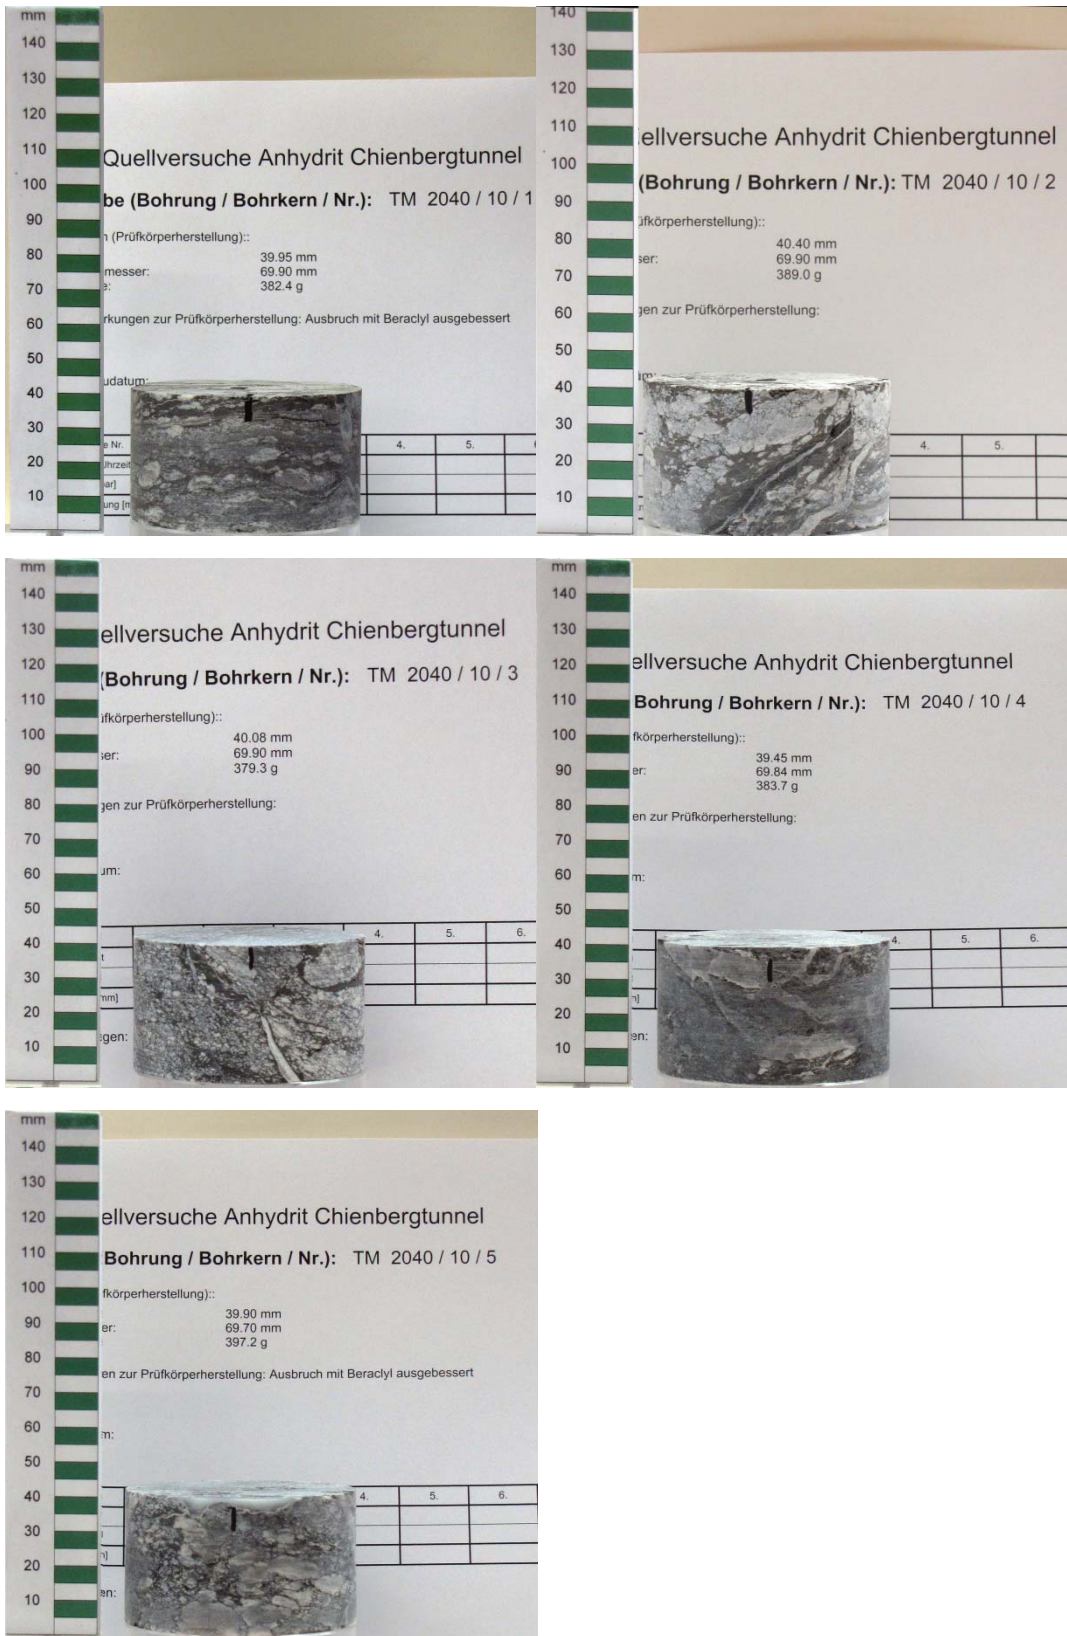 mm
140
130
120
110
100
90
80
70
60
50
40
30
20
10
Quellversuche Anhydrit Chienbergtunnel
be (Bohrung / Bohrkern / Nr.): TM 2040 / 10 / 1
(Prüfkörperherstellung)::
39.95 mm
messer: 69.90 mm
382.4 g
rkungen zur Prüfkörperherstellung: Ausbruch mit Beraclyl ausgebessert
udatum:
e Nr. 4. 5.
Uhrzeit
ar]
ung [m
140
130
120
110
100
90
80
70
60
50
40
30
20
10
ellversuche Anhydrit Chienbergtunnel
(Bohrung / Bohrkern / Nr.): TM 2040 / 10 / 2
üfkörperherstellung)::
40.40 mm
ser: 69.90 mm
389.0 g
gen zur Prüfkörperherstellung:
um:
4. 5.
mm
140
130
120
110
100
90
80
70
60
50
40
30
20
10
ellversuche Anhydrit Chienbergtunnel
(Bohrung / Bohrkern / Nr.): TM 2040 / 10 / 3
üfkörperherstellung)::
40.08 mm
ser: 69.90 mm
379.3 g
gen zur Prüfkörperherstellung:
um:
4. 5. 6.
t
mm]
egen:
mm
140
130
120
110
100
90
80
70
60
50
40
30
20
10
ellversuche Anhydrit Chienbergtunnel
Bohrung / Bohrkern / Nr.): TM 2040 / 10 / 4
fkörperherstellung)::
39.45 mm
er: 69.84 mm
383.7 g
en zur Prüfkörperherstellung:
m:
4. 5. 6.
en:
mm
140
130
120
110
100
90
80
70
60
50
40
30
20
10
ellversuche Anhydrit Chienbergtunnel
Bohrung / Bohrkern / Nr.): TM 2040 / 10 / 5
fkörperherstellung)::
39.90 mm
er: 69.70 mm
397.2 g
en zur Prüfkörperherstellung: Ausbruch mit Beraclyl ausgebessert
m:
4. 5. 6.
en: